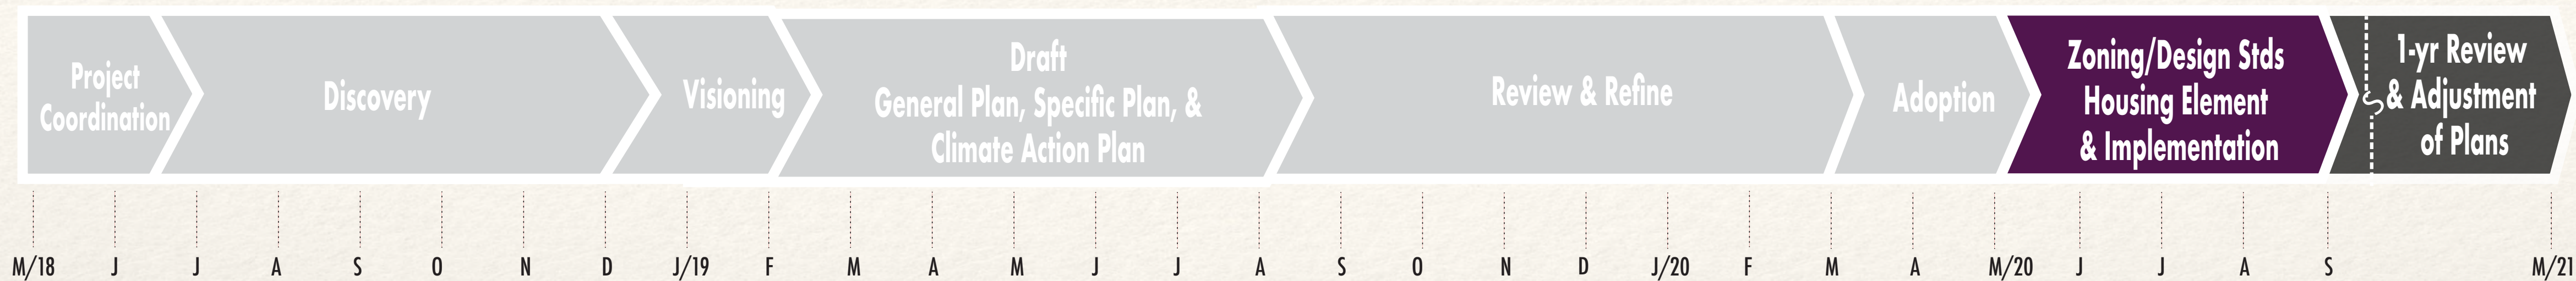 Project
Coordination
Discovery
Visioning
Draft
General Plan, Specific Plan, &
Climate Action Plan
Review & Refine
Adoption
Zoning/Design Stds
Housing Element
& Implementation
1-yr Review
& Adjustment
of Plans
M/18 J J A S O N D J/19 F M A M J J A S O N D J/20 F M A M/20 J J A S M/21